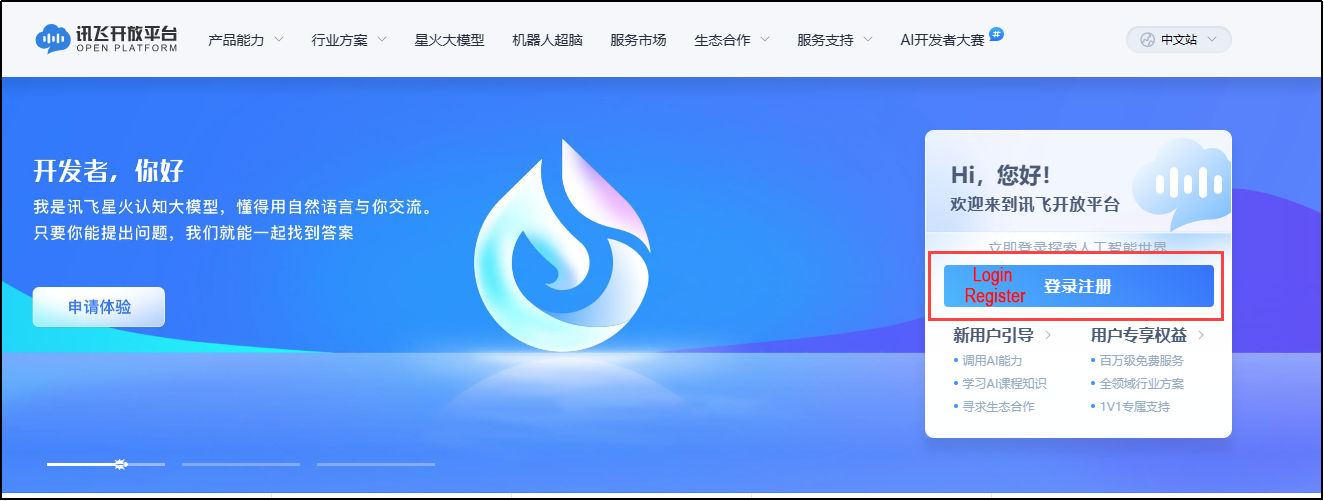 讯飞开放平台
OPEN PLATFORM
产品能力
行业方案
星火大模型
机器人超脑
服务市场
生态合作
服务支持
AI开发者大赛
#
中文站
开发者，你好
我是讯飞星火认知大模型，懂得用自然语言与你交流。
只要你能提出问题，我们就能一起找到答案
申请体验
Hi，您好！
欢迎来到讯飞开放平台
立即登录探索人工智能世界
Login
Register
登录注册
新用户引导
调用AI能力
学习AI课程知识
寻求生态合作
用户专享权益
百万级免费服务
全领域行业方案
1V1专属支持